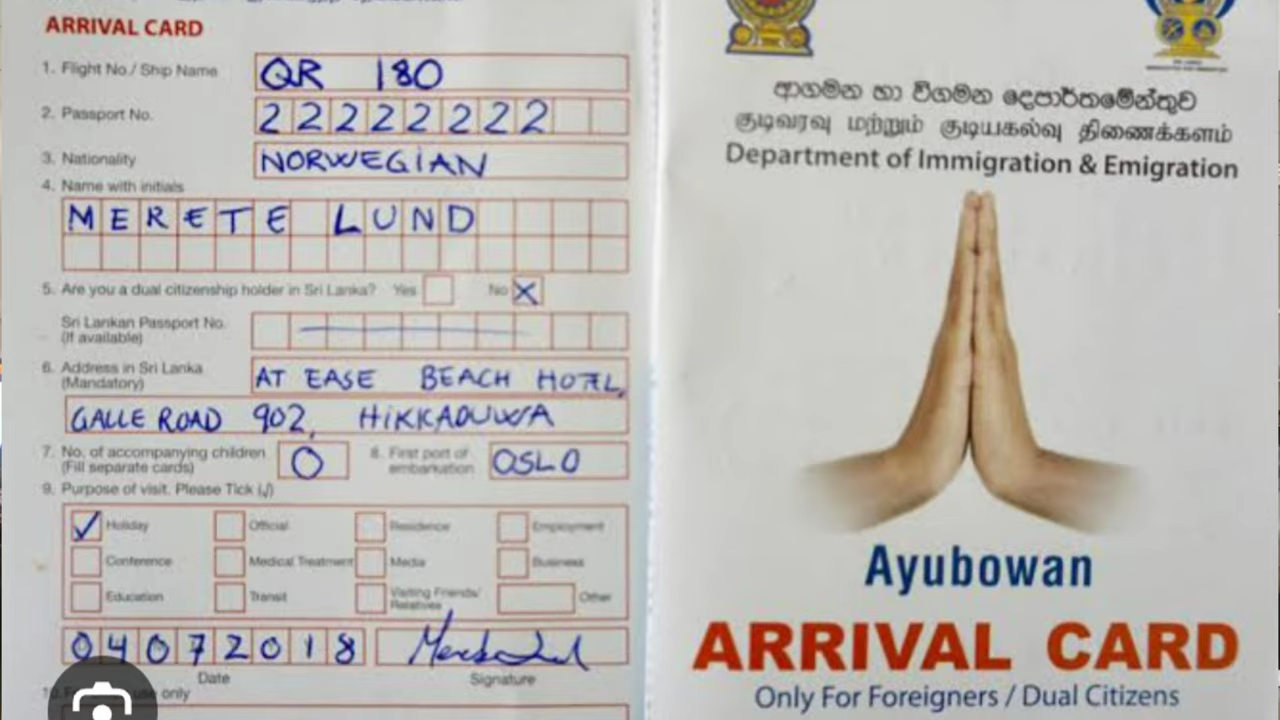 ARRIVAL CARD
1. Flight No./ Ship Name QR 180
2. Passport No. 22222222
3. Nationality NORWEGIAN
4. Name with initials
MERETE LUND
5. Are you a dual citizenship holder in Sri Lanka? Yes No X
Sri Lankan Passport No.
(If available)
6. Address in Sri Lanka
(Mandatory) AT EASE BEACH HOTEL,
GALLE ROAD 902, HIKKADUWA
7. No. of accompanying children
(Fill separate cards) 0 8. First port of
embarkation OSLO
9. Purpose of visit. Please Tick (√)
✓ Holiday Official Residence Employment
Conference Medical Treatment Media Business
Education Transit Visiting Friends/
Relatives Other
04072018
Date Signature
use only
ආගමන හා විගමන දෙපාර්තමේන්තුව
குடிவரவு மற்றும் குடியகல்வு திணைக்களம்
Department of Immigration & Emigration
Ayubowan
ARRIVAL CARD
Only For Foreigners / Dual Citizens